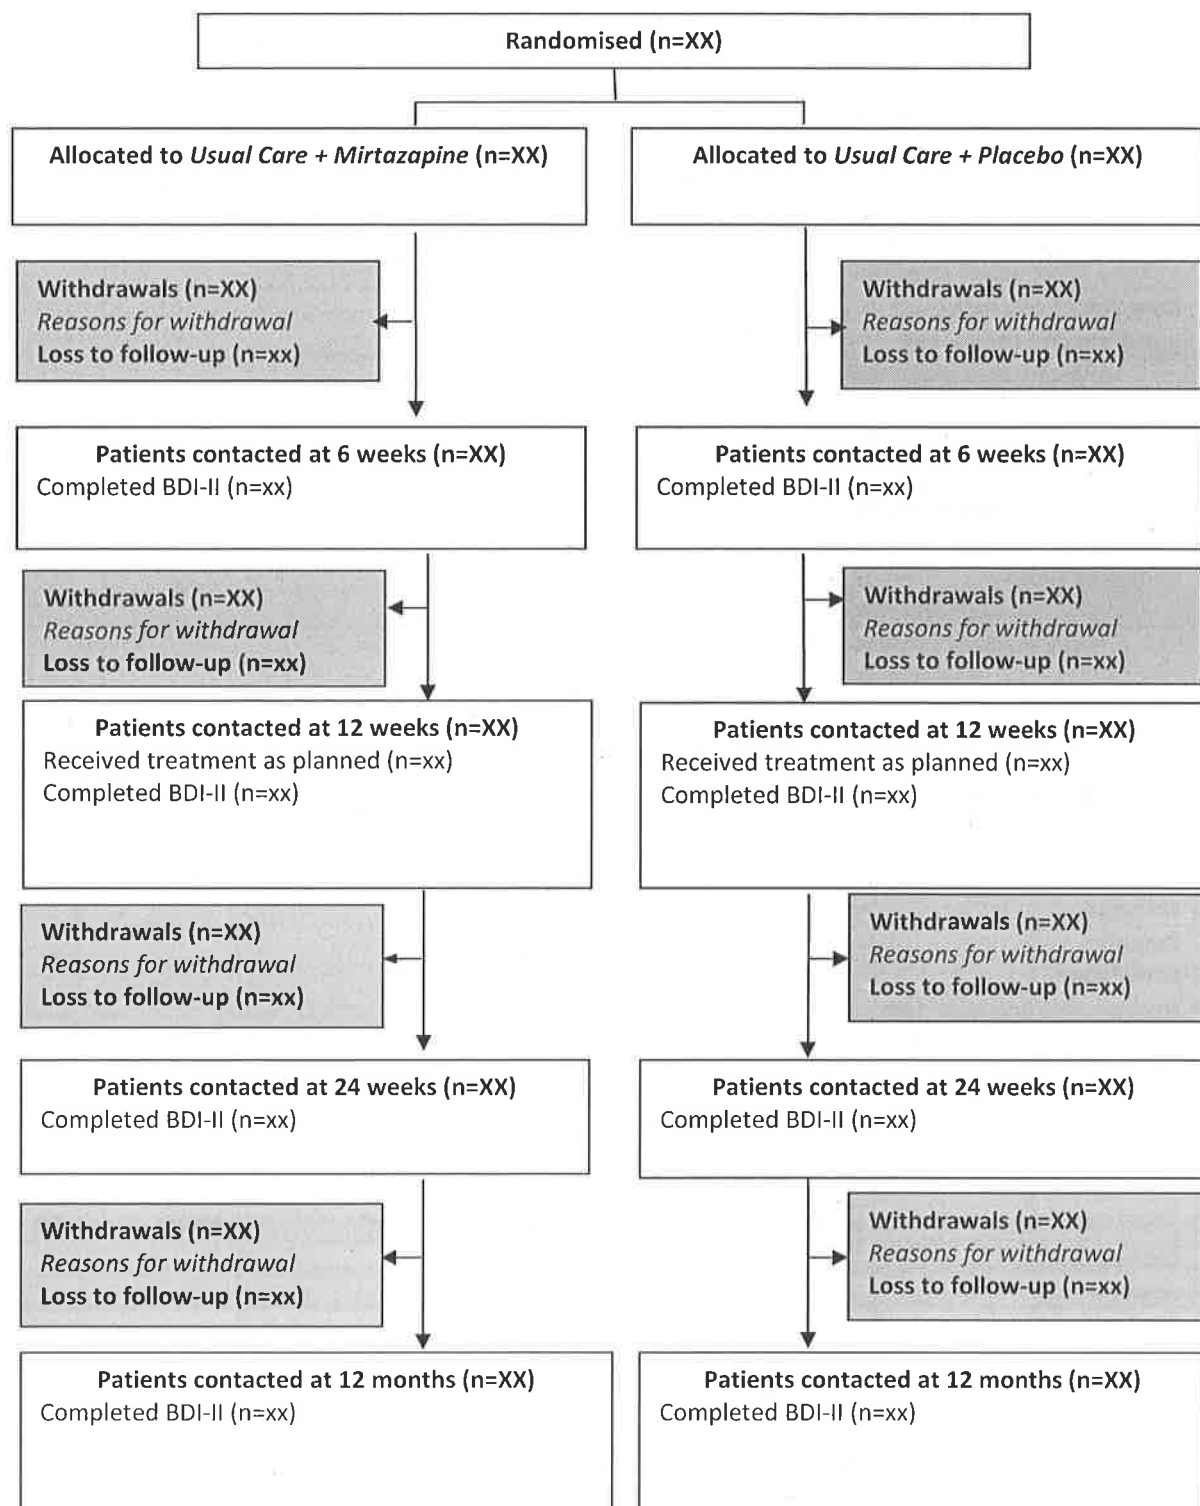 Randomised (n=XX)
Allocated to Usual Care + Mirtazapine (n=XX)
Allocated to Usual Care + Placebo (n=XX)
Withdrawals (n=XX)
Reasons for withdrawal
Loss to follow-up (n=xx)
Withdrawals (n=XX)
Reasons for withdrawal
Loss to follow-up (n=xx)
Patients contacted at 6 weeks (n=XX)
Completed BDI-II (n=xx)
Patients contacted at 6 weeks (n=XX)
Completed BDI-II (n=xx)
Withdrawals (n=XX)
Reasons for withdrawal
Loss to follow-up (n=xx)
Withdrawals (n=XX)
Reasons for withdrawal
Loss to follow-up (n=xx)
Patients contacted at 12 weeks (n=XX)
Received treatment as planned (n=xx)
Completed BDI-II (n=xx)
Patients contacted at 12 weeks (n=XX)
Received treatment as planned (n=xx)
Completed BDI-II (n=xx)
Withdrawals (n=XX)
Reasons for withdrawal
Loss to follow-up (n=xx)
Withdrawals (n=XX)
Reasons for withdrawal
Loss to follow-up (n=xx)
Patients contacted at 24 weeks (n=XX)
Completed BDI-II (n=xx)
Patients contacted at 24 weeks (n=XX)
Completed BDI-II (n=xx)
Withdrawals (n=XX)
Reasons for withdrawal
Loss to follow-up (n=xx)
Withdrawals (n=XX)
Reasons for withdrawal
Loss to follow-up (n=xx)
Patients contacted at 12 months (n=XX)
Completed BDI-II (n=xx)
Patients contacted at 12 months (n=XX)
Completed BDI-II (n=xx)